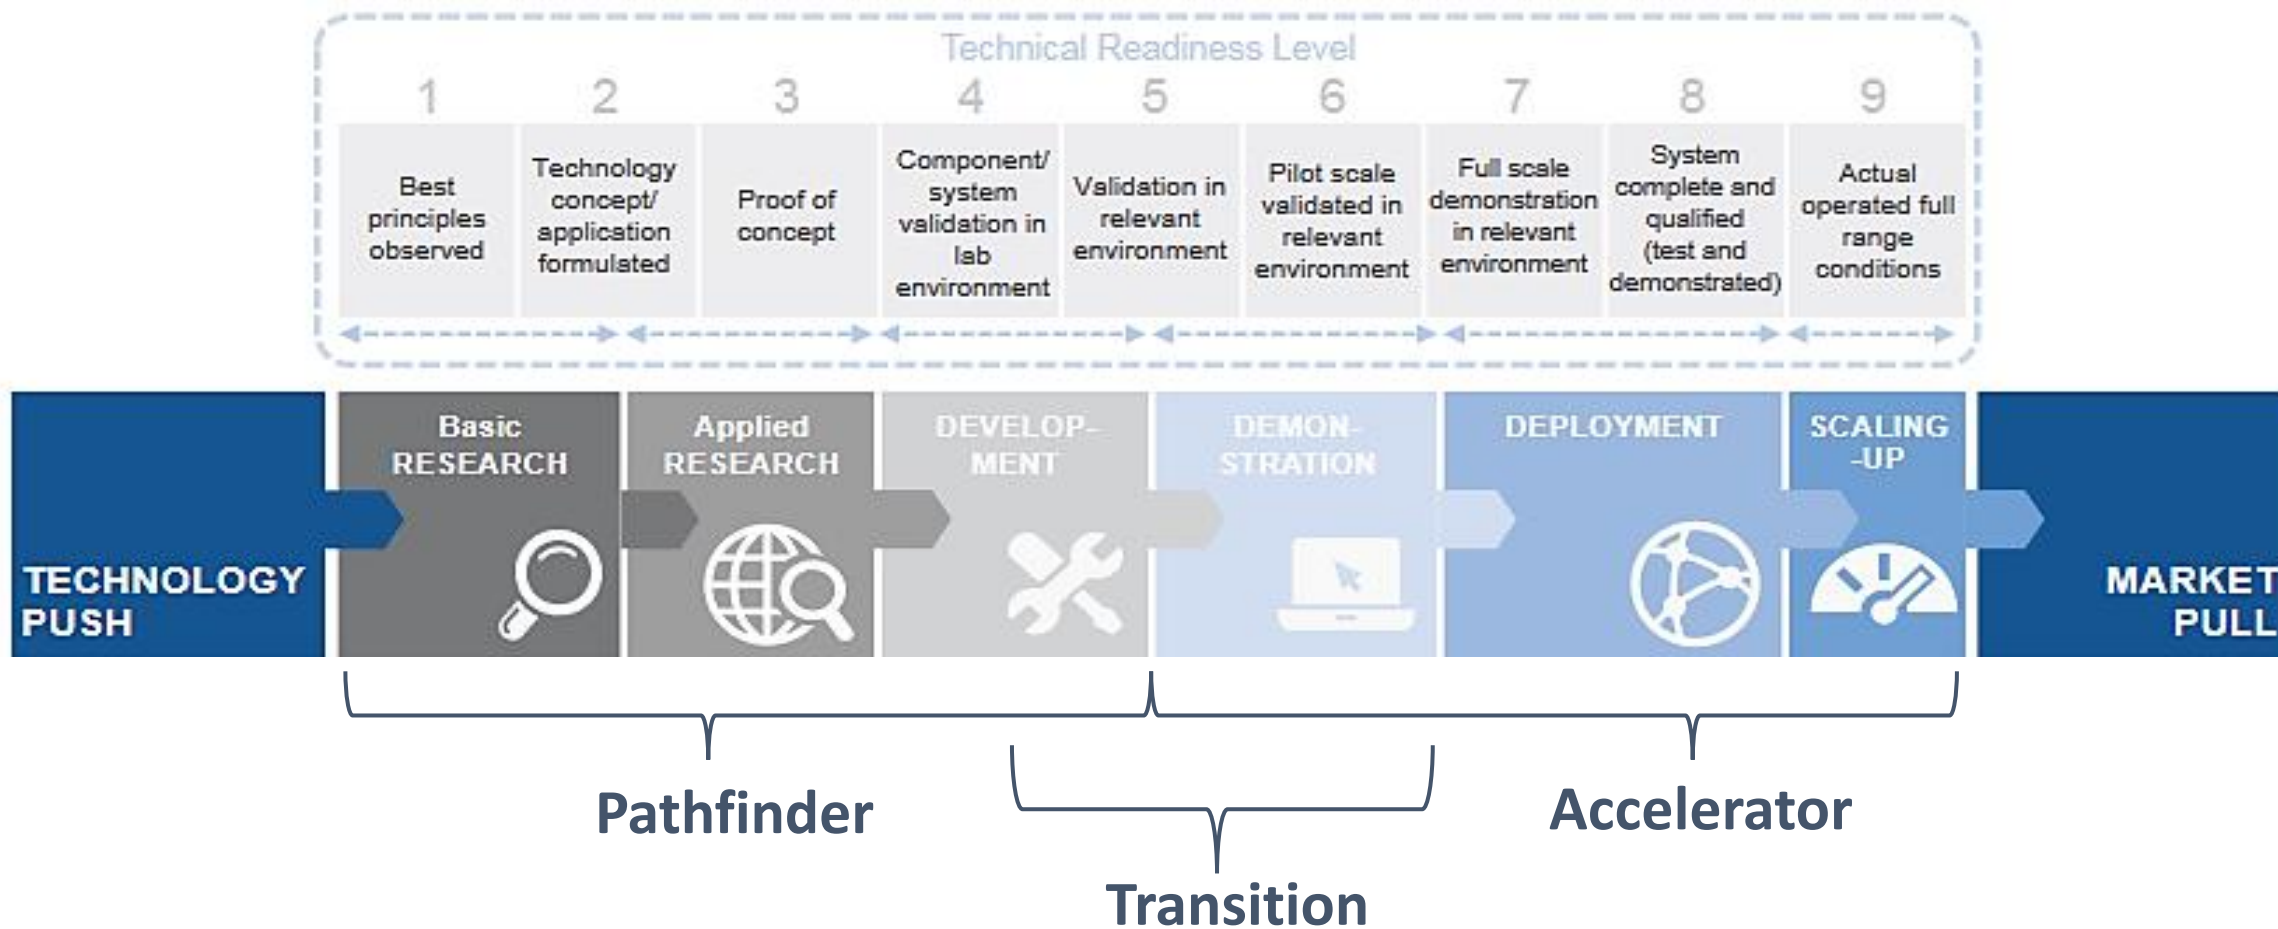 Technical Readiness Level
1 2 3 4 5 6 7 8 9
Best
principles
observed
Technology
concept/
application
formulated
Proof of
concept
Component/
system
validation in
lab
environment
Validation in
relevant
environment
Pilot scale
validated in
relevant
environment
Full scale
demonstration
in relevant
environment
System
complete and
qualified
(test and
demonstrated)
Actual
operated full
range
conditions
TECHNOLOGY
PUSH
Basic
RESEARCH
Applied
RESEARCH
DEVELOP-
MENT
DEMON-
STRATION
DEPLOYMENT
SCALING
-UP
MARKET
PULL
Pathfinder
Transition
Accelerator